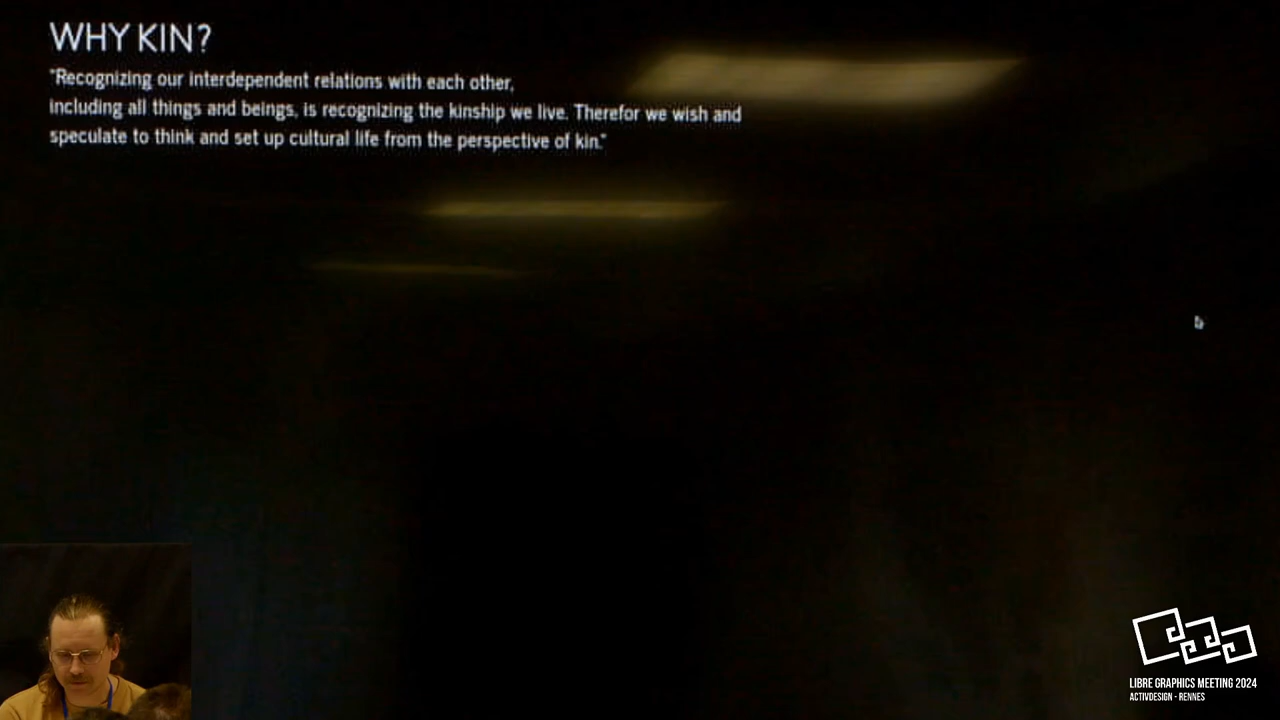 WHY KIN?
"Recognizing our interdependent relations with each other,
including all things and beings, is recognizing the kinship we live. Therefor we wish and
speculate to think and set up cultural life from the perspective of kin."
LIBRE GRAPHICS MEETING 2024
ACTIVDESIGN - RENNES